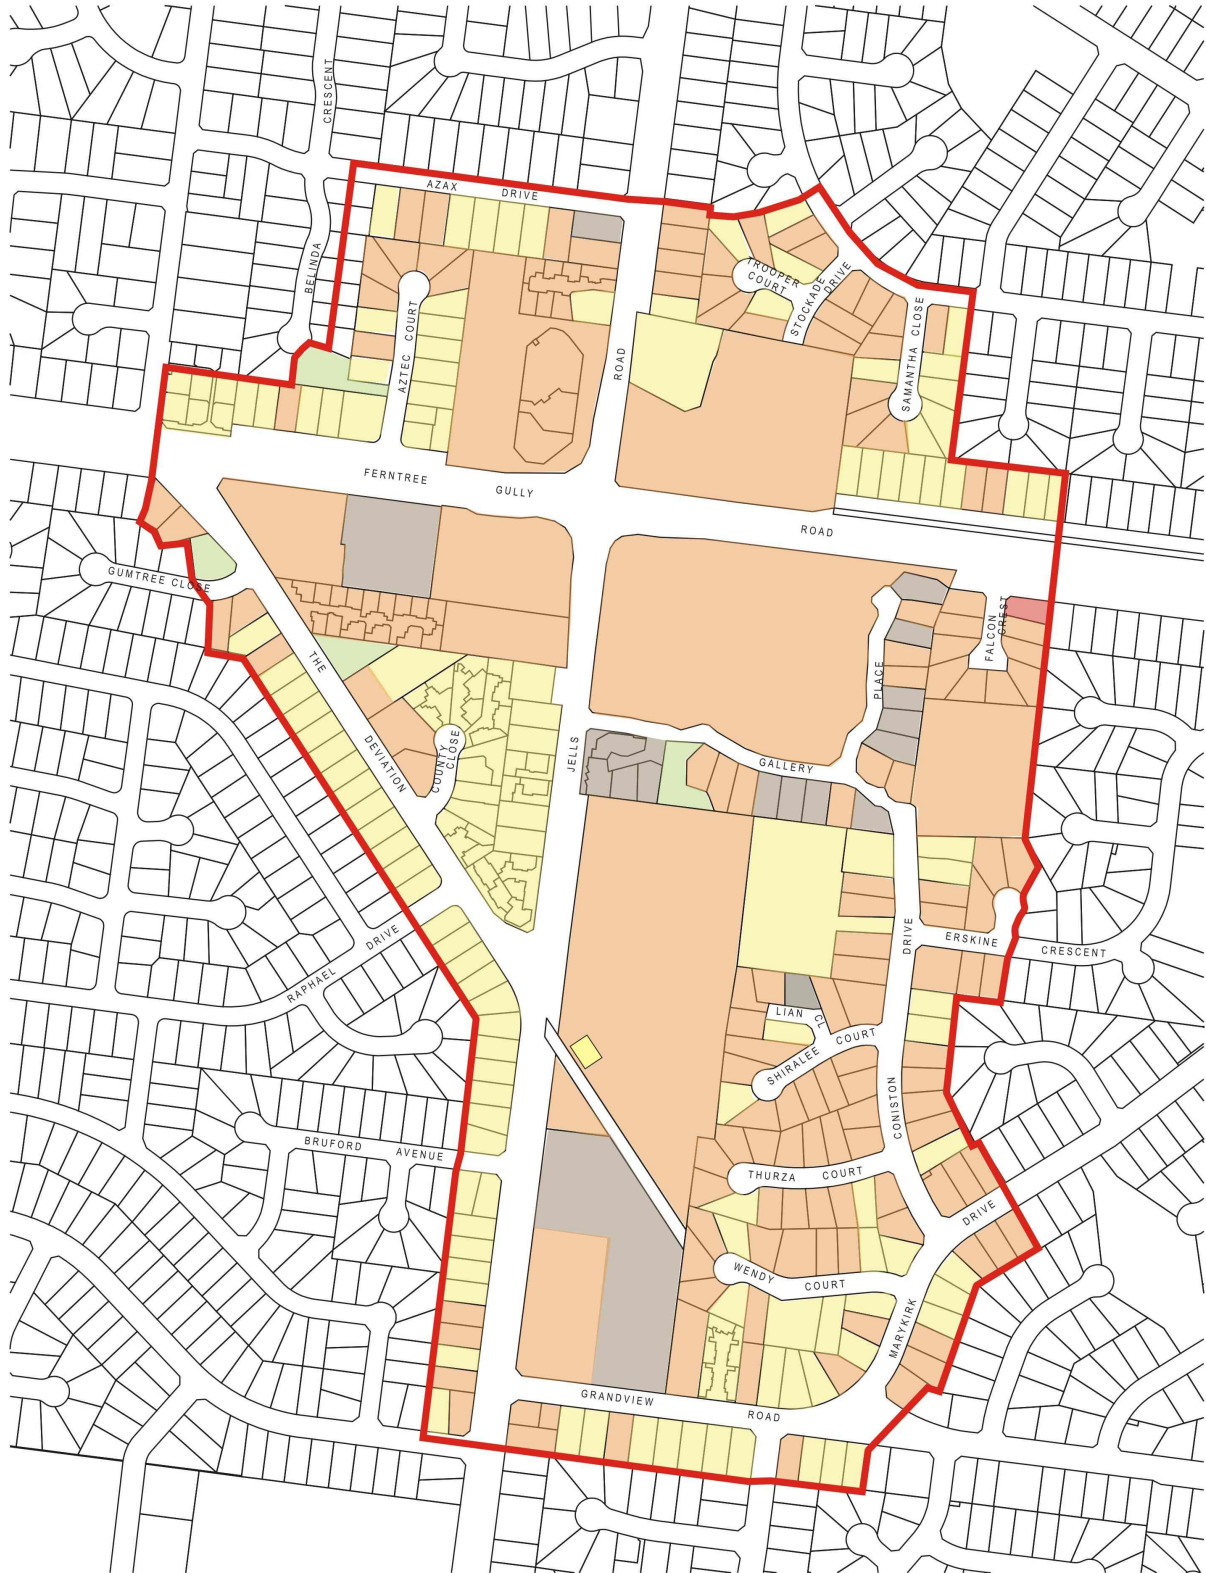 CRESCENT
BELINDA
AZAX DRIVE
TROOPER
COURT
STOCKADE
DRIVE
SAMANTHA CLOSE
AZTEC COURT
ROAD
FERNTREE GULLY ROAD
GUMTREE CLOSE
FALCON
CREST
THE DEVIATION
PLACE
COUNTY
CLOSE
JELLS
GALLERY
RAPHAEL DRIVE
DRIVE
ERSKINE CRESCENT
LIAN CL
SHIRALEE COURT
CONISTON
BRUFORD AVENUE
THURZA COURT
DRIVE
WENDY COURT
MARYKIRK
GRANDVIEW ROAD